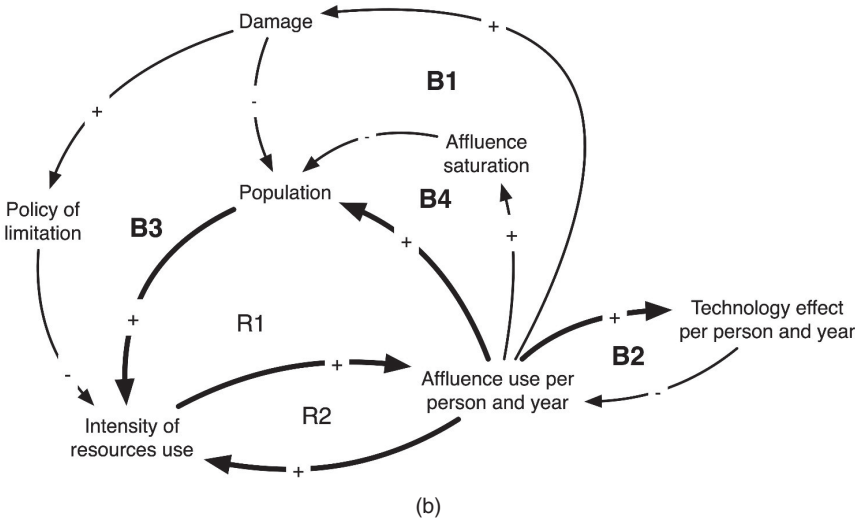 Damage
+
B1
+
-
-
Affluence
saturation
Population
Policy of
limitation
B3
B4
+
+
R1
+
+
+
Technology effect
per person and year
B2
-
Affluence use per
person and year
-
R2
Intensity of
resources use
+
(b)